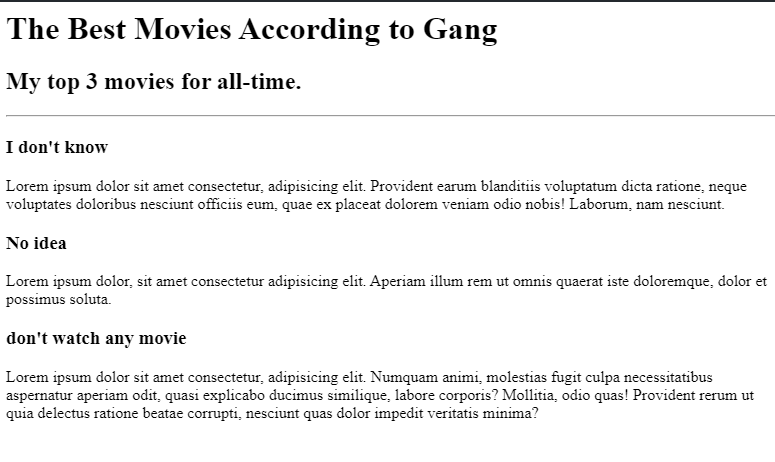 The Best Movies According to Gang
My top 3 movies for all-time.
I don't know
Lorem ipsum dolor sit amet consectetur, adipisicing elit. Provident earum blanditiis voluptatum dicta ratione, neque
voluptates doloribus nesciunt officiis eum, quae ex placeat dolorem veniam odio nobis! Laborum, nam nesciunt.
No idea
Lorem ipsum dolor, sit amet consectetur adipisicing elit. Aperiam illum rem ut omnis quaerat iste doloremque, dolor et
possimus soluta.
don't watch any movie
Lorem ipsum dolor sit amet consectetur, adipisicing elit. Numquam animi, molestias fugit culpa necessitatibus
aspernatur aperiam odit, quasi explicabo ducimus similique, labore corporis? Mollitia, odio quas! Provident rerum ut
quia delectus ratione beatae corrupti, nesciunt quas dolor impedit veritatis minima?